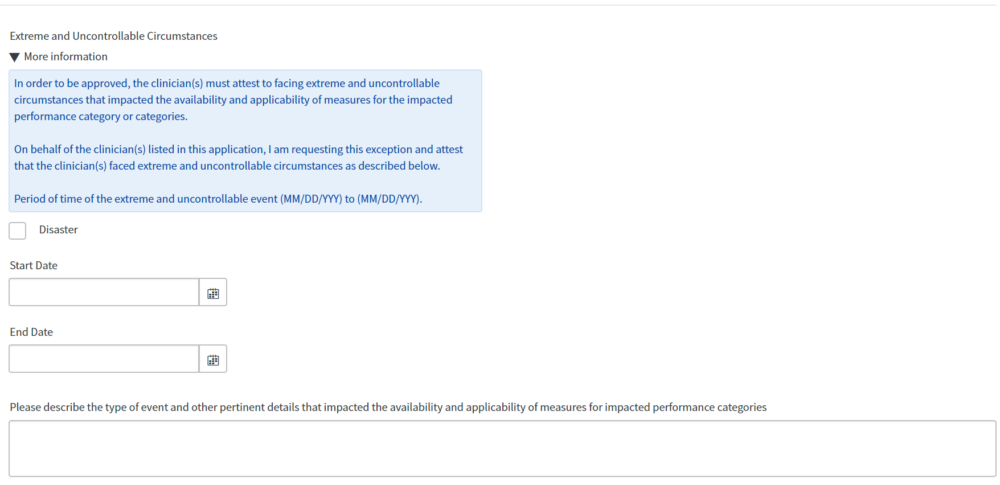 Extreme and Uncontrollable Circumstances
More information
In order to be approved, the clinician(s) must attest to facing extreme and uncontrollable
circumstances that impacted the availability and applicability of measures for the impacted
performance category or categories.
On behalf of the clinician(s) listed in this application, I am requesting this exception and attest
that the clinician(s) faced extreme and uncontrollable circumstances as described below.
Period of time of the extreme and uncontrollable event (MM/DD/YYY) to (MM/DD/YYY).
Disaster
Start Date
End Date
Please describe the type of event and other pertinent details that impacted the availability and applicability of measures for impacted performance categories